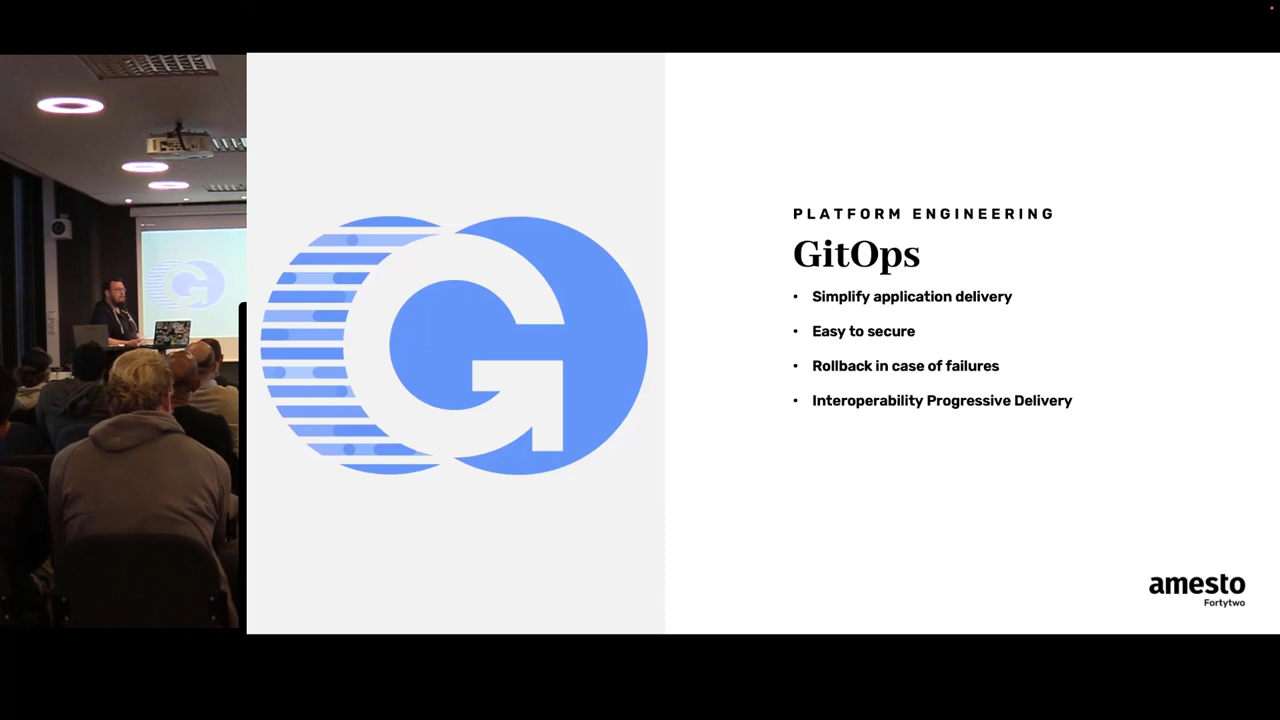 PLATFORM ENGINEERING
GitOps
• Simplify application delivery
• Easy to secure
• Rollback in case of failures
• Interoperability Progressive Delivery
amesto
Fortytwo